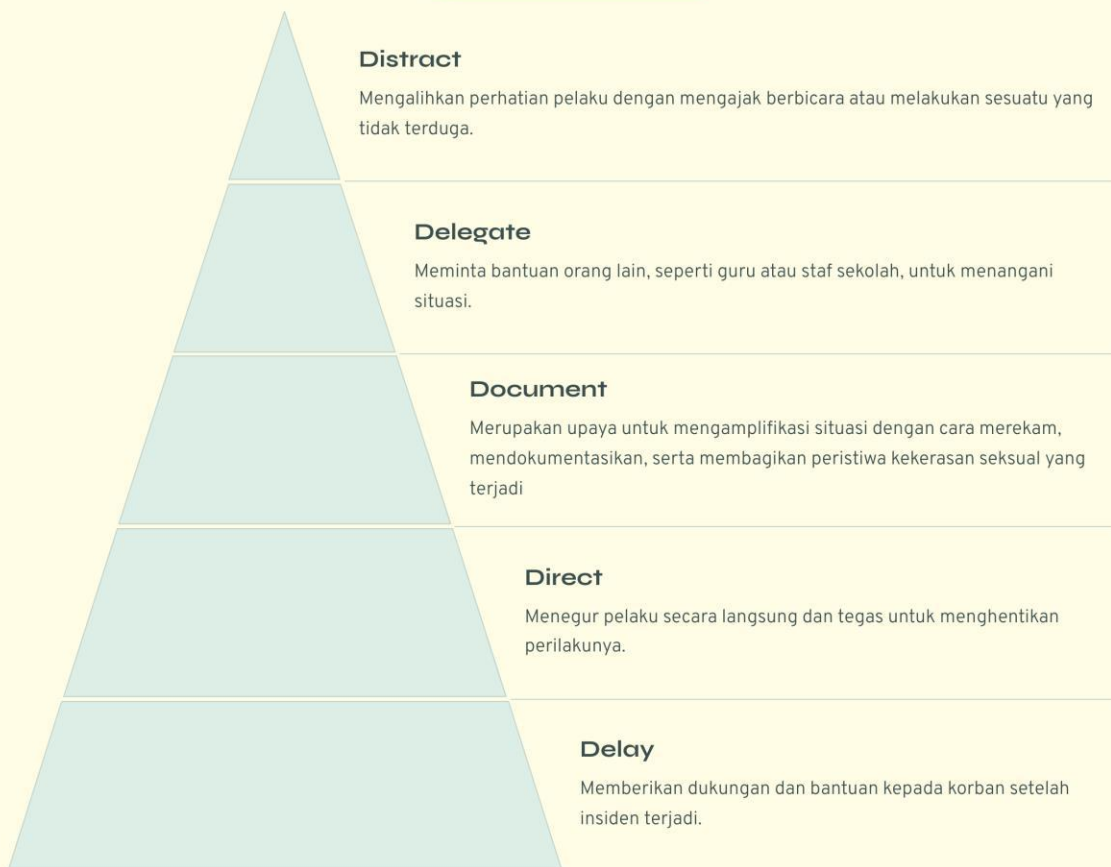 Distract
Mengalihkan perhatian pelaku dengan mengajak berbicara atau melakukan sesuatu yang
tidak terduga.
Delegate
Meminta bantuan orang lain, seperti guru atau staf sekolah, untuk menangani
situasi.
Document
Merupakan upaya untuk mengamplifikasi situasi dengan cara merekam,
mendokumentasikan, serta membagikan peristiwa kekerasan seksual yang
terjadi
Direct
Menegur pelaku secara langsung dan tegas untuk menghentikan
perilakunya.
Delay
Memberikan dukungan dan bantuan kepada korban setelah
insiden terjadi.